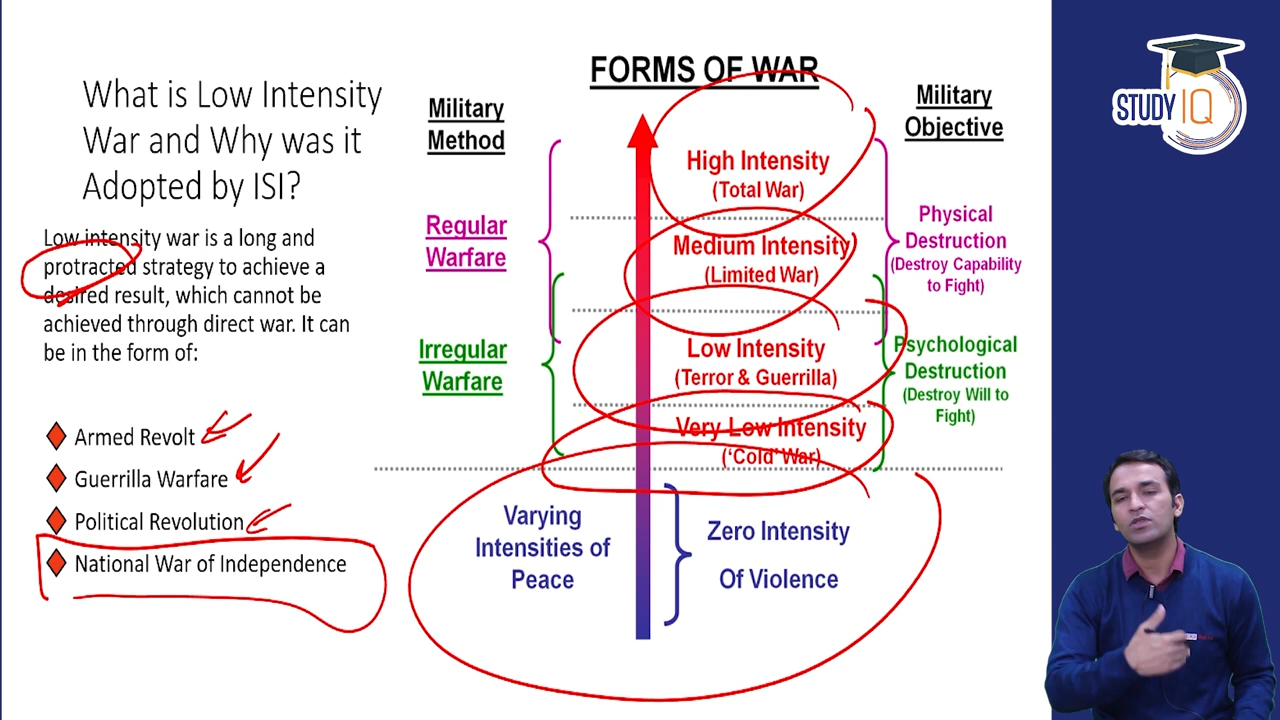 What is Low Intensity
War and Why was it
Adopted by ISI?
Low intensity war is a long and
protracted strategy to achieve a
desired result, which cannot be
achieved through direct war. It can
be in the form of:
Armed Revolt
Guerrilla Warfare
Political Revolution
National War of Independence
FORMS OF WAR
Military
Method
Regular
Warfare
Irregular
Warfare
High Intensity
(Total War)
Medium Intensity
(Limited War)
Low Intensity
(Terror & Guerrilla)
Very Low Intensity
('Cold' War)
Military
Objective
Physical
Destruction
(Destroy Capability
to Fight)
Psychological
Destruction
(Destroy Will to
Fight)
Varying
Intensities of
Peace
Zero Intensity
Of Violence
STUDY IQ